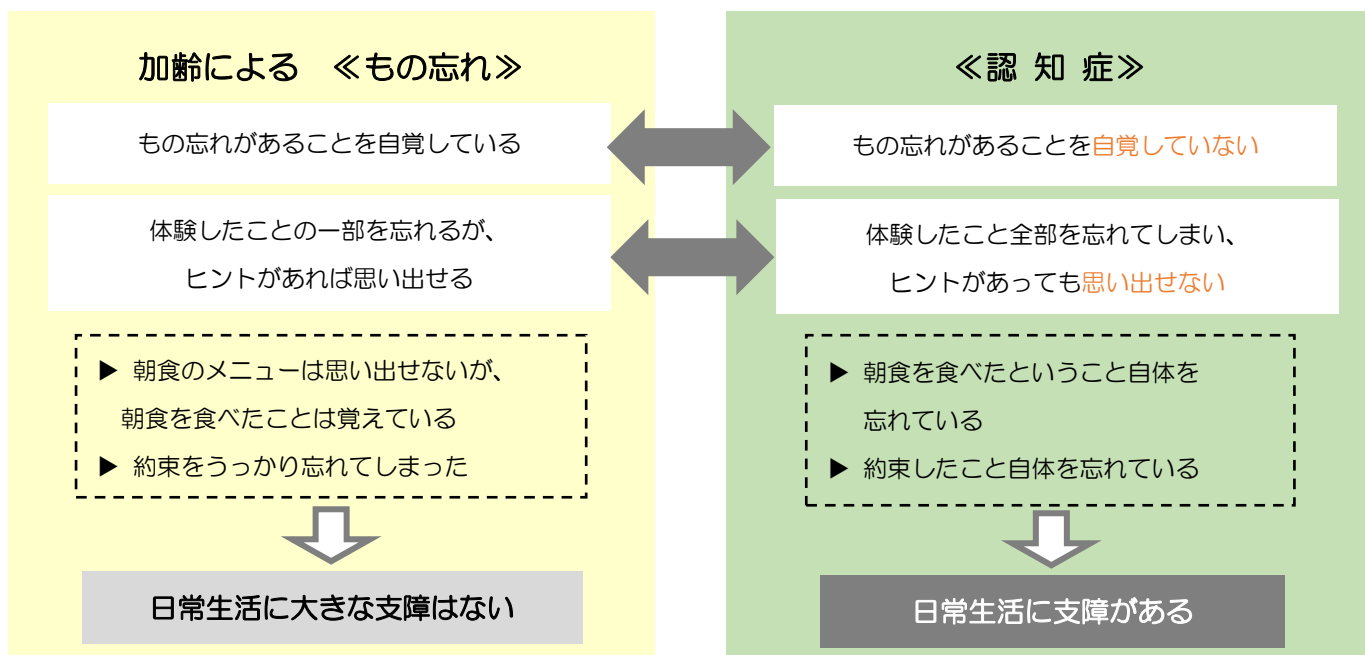 加齢による ≪もの忘れ≫
もの忘れがあることを自覚している
体験したことの一部を忘れるが、
ヒントがあれば思い出せる
▶ 朝食のメニューは思い出せないが、
朝食を食べたことは覚えている
▶ 約束をうっかり忘れてしまった
日常生活に大きな支障はない
≪認 知 症≫
もの忘れがあることを自覚していない
体験したこと全部を忘れてしまい、
ヒントがあっても思い出せない
▶ 朝食を食べたということ自体を
忘れている
▶ 約束したこと自体を忘れている
日常生活に支障がある